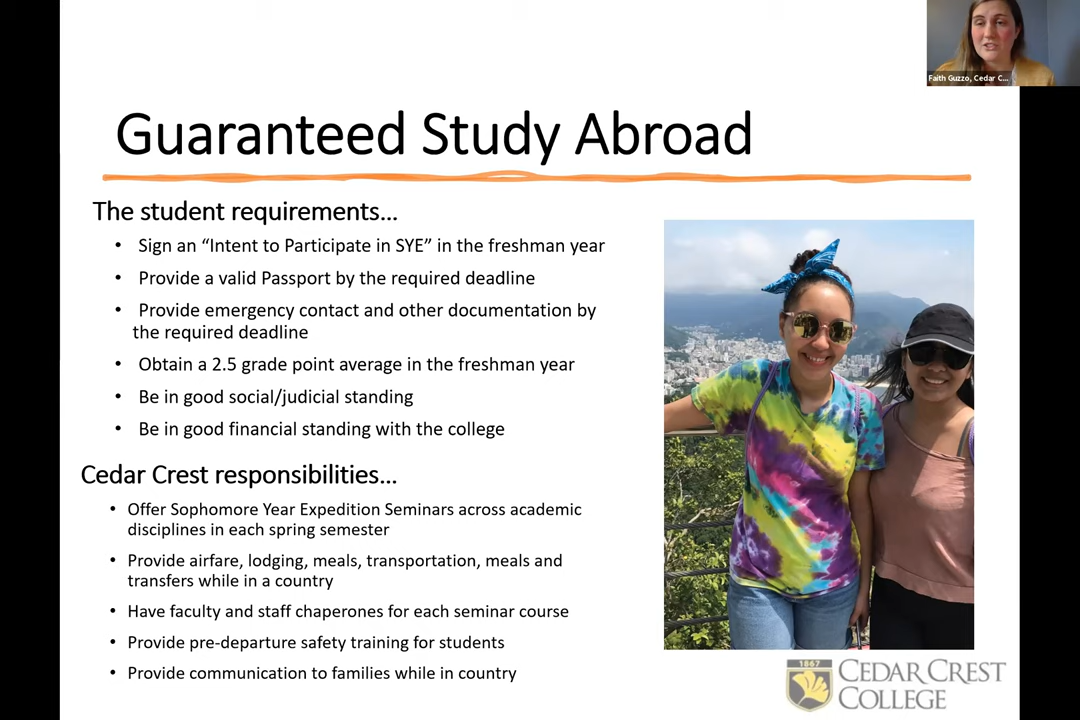 Faith Guzzo, Cedar C...
Guaranteed Study Abroad
The student requirements...
• Sign an “Intent to Participate in SYE” in the freshman year
• Provide a valid Passport by the required deadline
• Provide emergency contact and other documentation by
the required deadline
• Obtain a 2.5 grade point average in the freshman year
• Be in good social/judicial standing
• Be in good financial standing with the college
Cedar Crest responsibilities...
• Offer Sophomore Year Expedition Seminars across academic
disciplines in each spring semester
• Provide airfare, lodging, meals, transportation, meals and
transfers while in a country
• Have faculty and staff chaperones for each seminar course
• Provide pre-departure safety training for students
• Provide communication to families while in country
1867
CEDAR CREST
COLLEGE